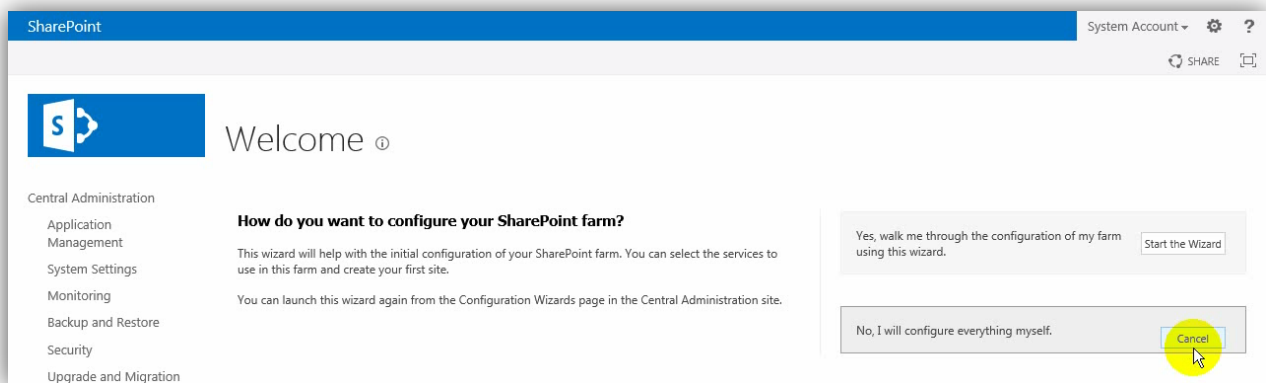 SharePoint
System Account
?
SHARE
S
Welcome
Central Administration
Application
Management
System Settings
Monitoring
Backup and Restore
Security
Upgrade and Migration
How do you want to configure your SharePoint farm?
This wizard will help with the initial configuration of your SharePoint farm. You can select the services to
use in this farm and create your first site.
You can launch this wizard again from the Configuration Wizards page in the Central Administration site.
Yes, walk me through the configuration of my farm
using this wizard.
Start the Wizard
No, I will configure everything myself.
Cancel